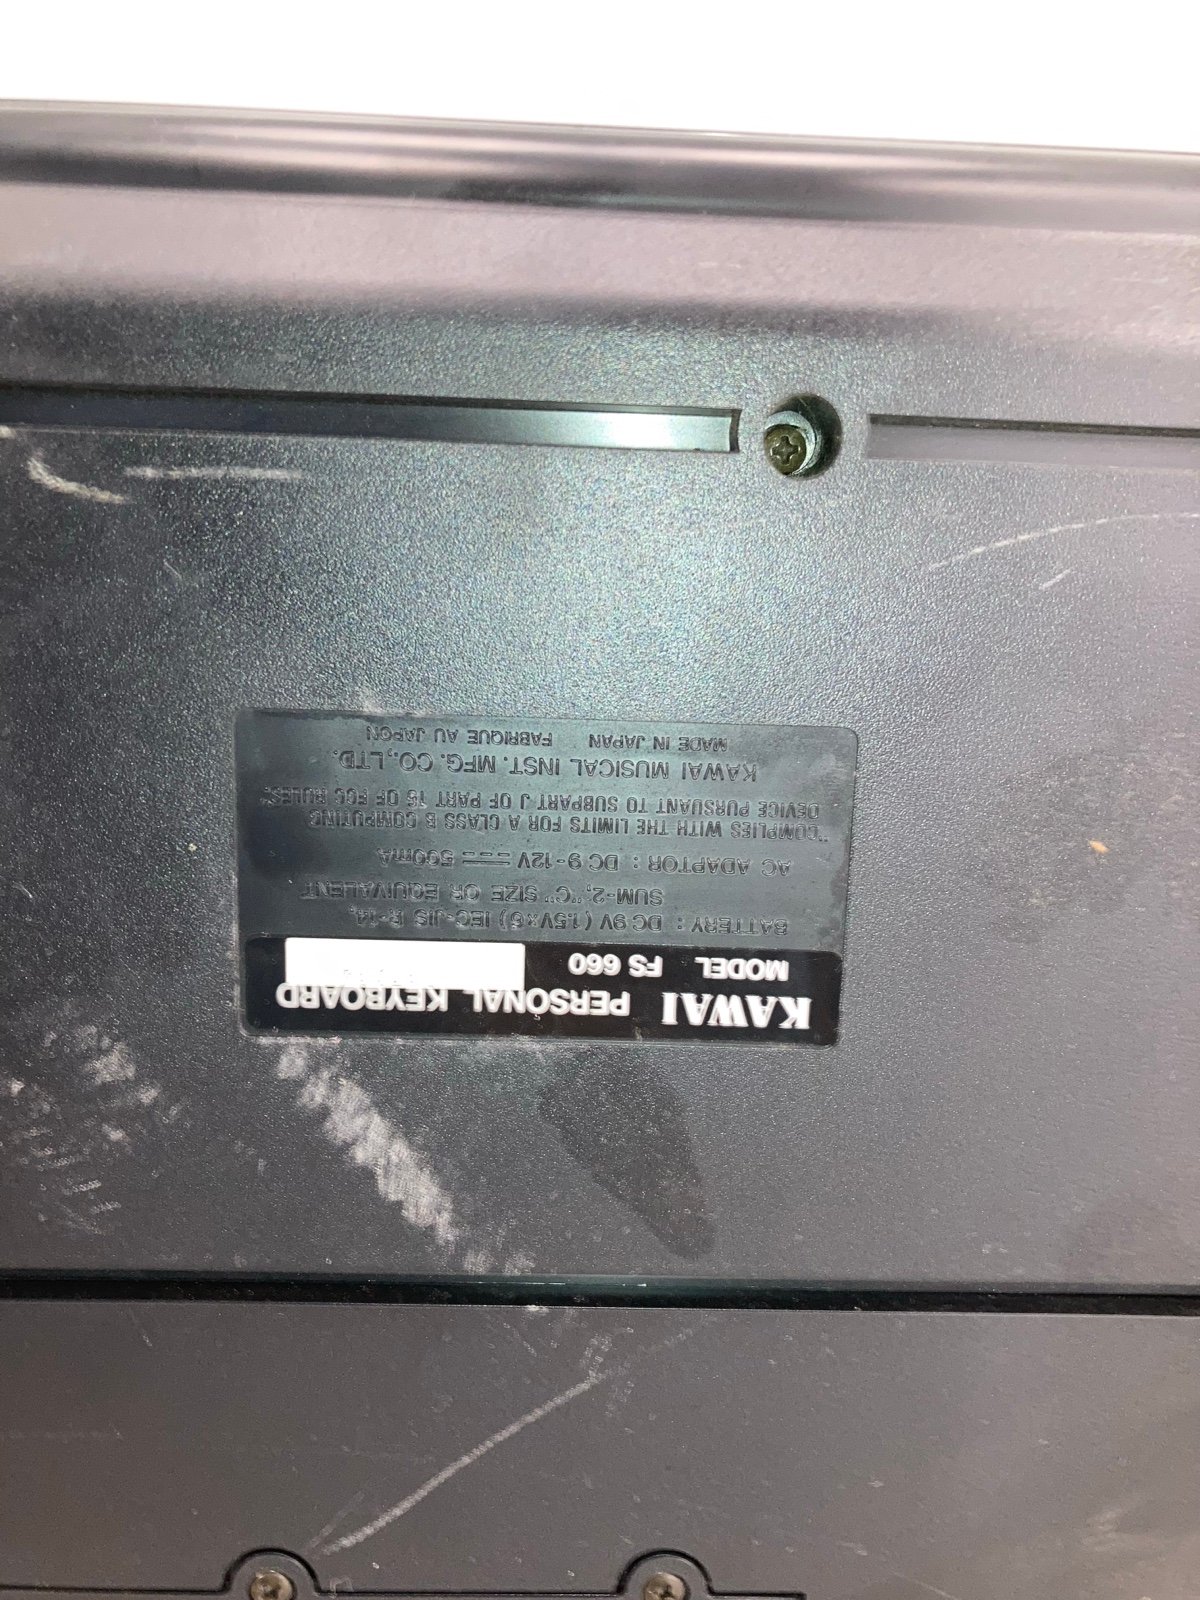 KAWAI PERSONAL KEYBOARD
MODEL FS 660
BATTERY : DC 9V (1.5V×6) IEC-JIS R-14,
SUM-2, "C" SIZE OR EQUIVALENT
AC ADAPTOR : DC 9-12V ⎓ 500mA
"COMPLIES WITH THE LIMITS FOR A CLASS B COMPUTING
DEVICE PURSUANT TO SUBPART J OF PART 15 OF FCC RULES."
KAWAI MUSICAL INST. MFG. CO.,LTD.
MADE IN JAPAN FABRIQUE AU JAPON